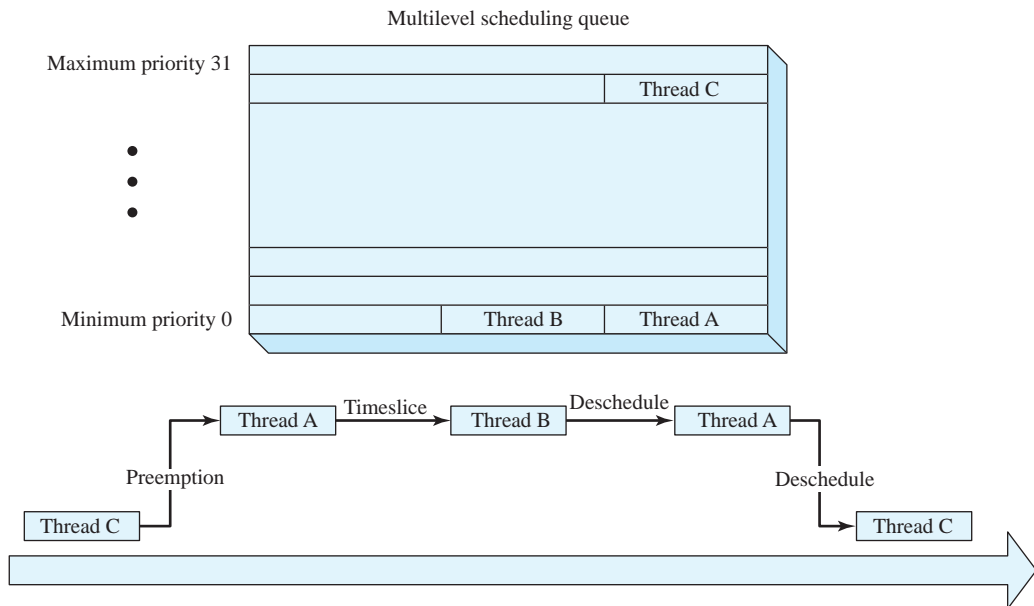 Multilevel scheduling queue
Maximum priority 31
Thread C
Minimum priority 0
Thread B
Thread A
Thread A
Timeslice
Thread B
Deschedule
Thread A
Preemption
Deschedule
Thread C
Thread C